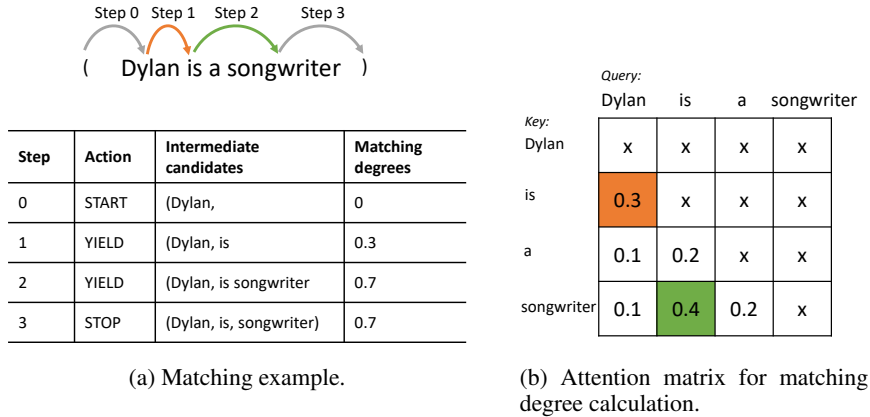 Step 0 Step 1 Step 2 Step 3
( Dylan is a songwriter )
Step Action Intermediate candidates Matching degrees
0 START (Dylan, 0
1 YIELD (Dylan, is 0.3
2 YIELD (Dylan, is songwriter 0.7
3 STOP (Dylan, is, songwriter) 0.7
(a) Matching example.
Query:
Dylan is a songwriter
Key:
Dylan x x x x
is 0.3 x x x
a 0.1 0.2 x x
songwriter 0.1 0.4 0.2 x
(b) Attention matrix for matching
degree calculation.